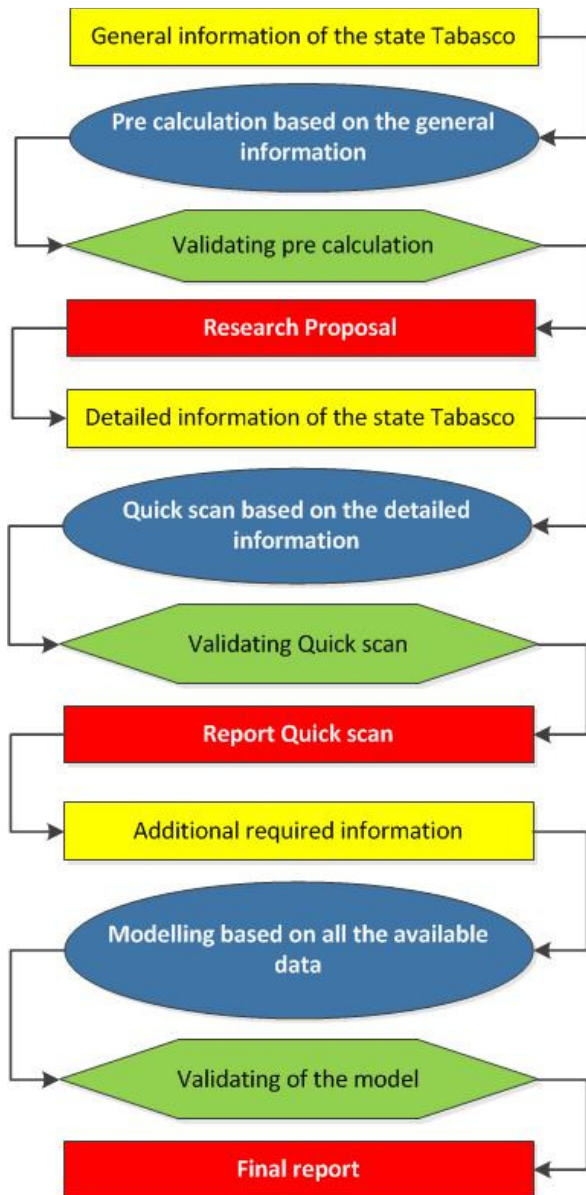 General information of the state Tabasco
Pre calculation based on the general
information
Validating pre calculation
Research Proposal
Detailed information of the state Tabasco
Quick scan based on the detailed
information
Validating Quick scan
Report Quick scan
Additional required information
Modelling based on all the available
data
Validating of the model
Final report